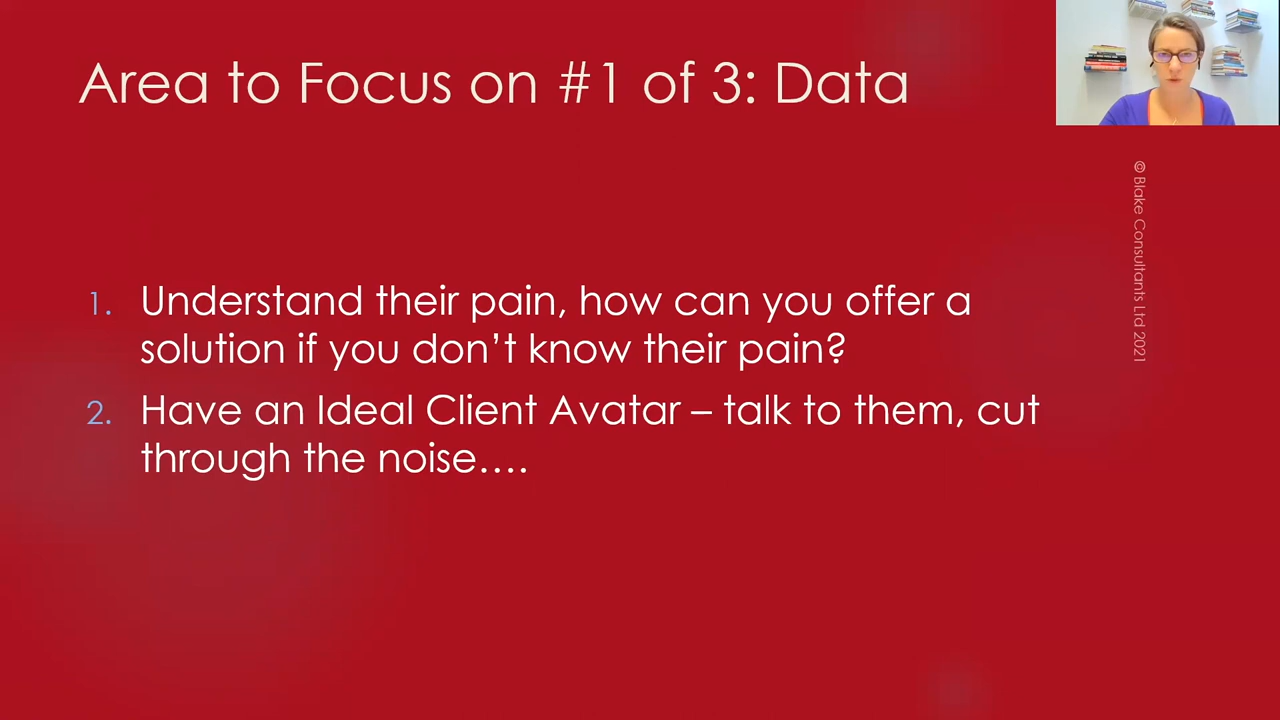 Area to Focus on #1 of 3: Data
© Blake Consultants Ltd 2021
1. Understand their pain, how can you offer a
solution if you don’t know their pain?
2. Have an Ideal Client Avatar – talk to them, cut
through the noise….